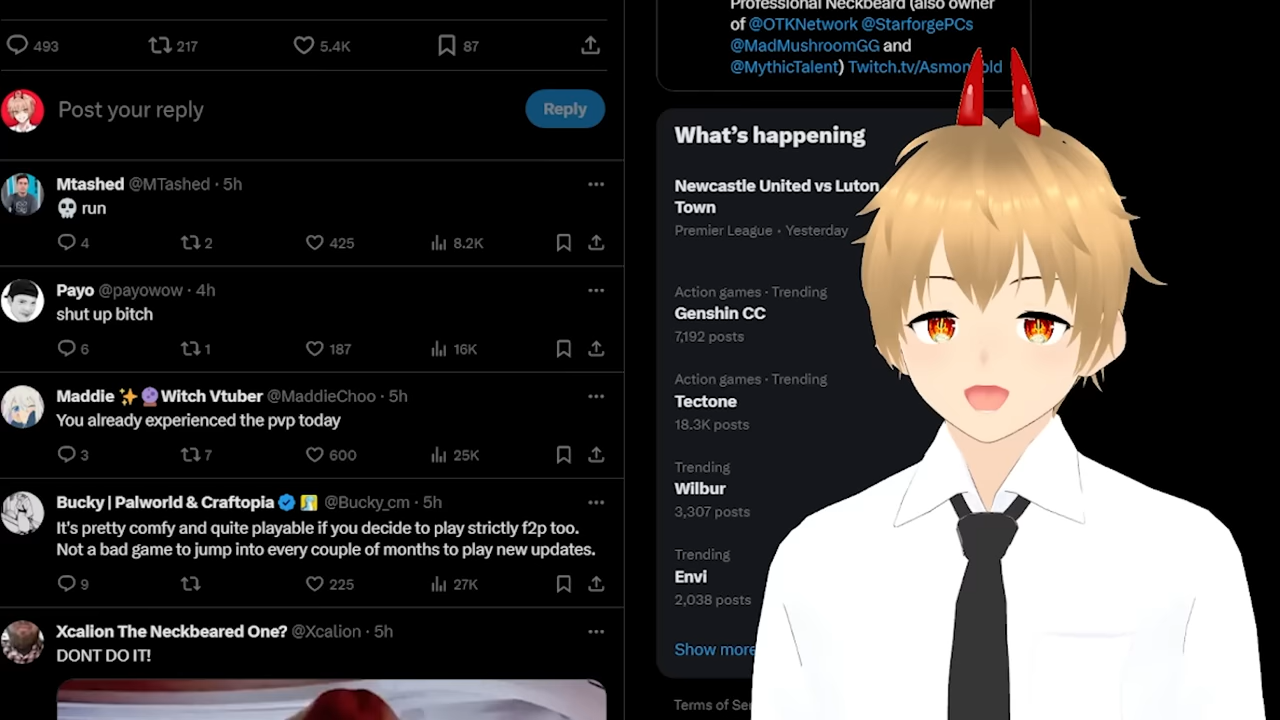 493 217 5.4K 87
Post your reply
Reply
Mtashed @MTashed · 5h
💀 run
4 2 425 8.2K
Payo @payowow · 4h
shut up bitch
6 1 187 16K
Maddie ✨🔮Witch Vtuber @MaddieChoo · 5h
You already experienced the pvp today
3 7 600 25K
Bucky | Palworld & Craftopia @Bucky_cm · 5h
It's pretty comfy and quite playable if you decide to play strictly f2p too.
Not a bad game to jump into every couple of months to play new updates.
9 225 27K
Xcalion The Neckbeared One? @Xcalion · 5h
DONT DO IT!
Professional Neckbeard (also owner
of @OTKNetwork @StarforgePCs
@MadMushroomGG and
@MythicTalent) Twitch.tv/Asmon ld
What's happening
Newcastle United vs Luton
Town
Premier League · Yesterday
Action games · Trending
Genshin CC
7,192 posts
Action games · Trending
Tectone
18.3K posts
Trending
Wilbur
3,307 posts
Trending
Envi
2,038 posts
Show more
Terms of Ser